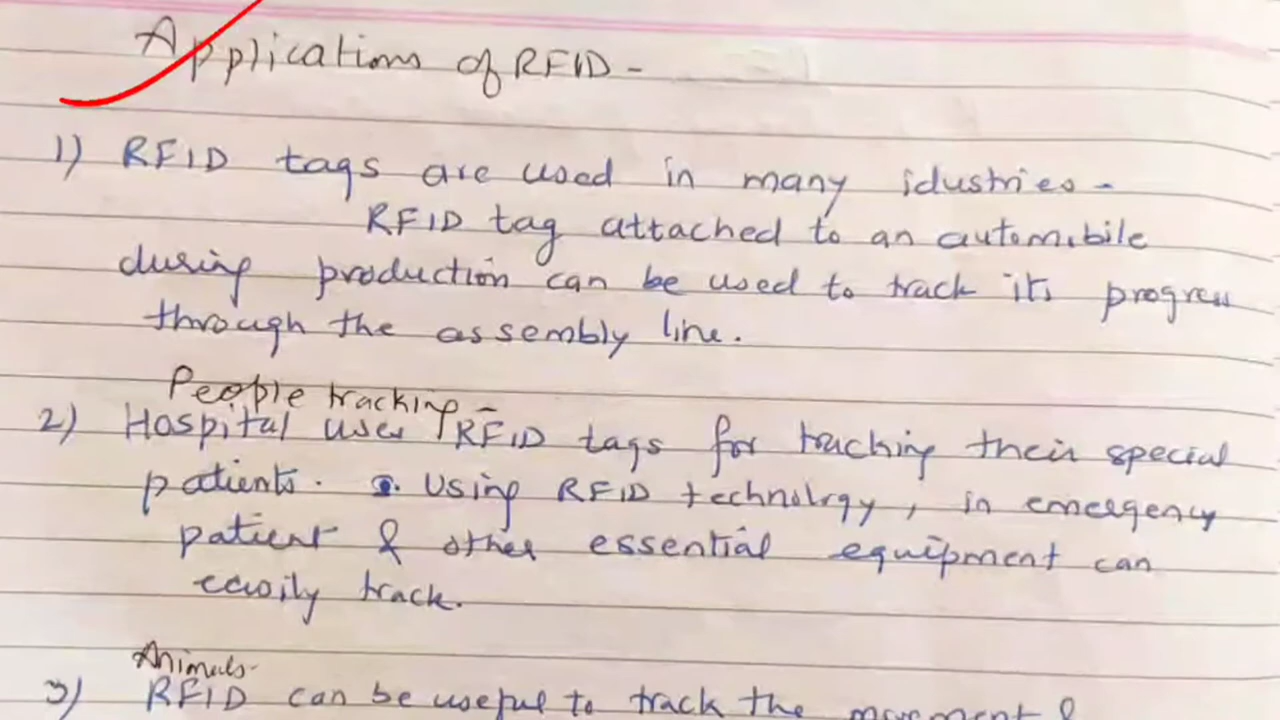 Applications of RFID -
1) RFID tags are used in many idustries -
RFID tag attached to an automobile
during production can be used to track its progress
through the assembly line.
People tracking -
2) Hospital uses RFID tags for tracking their special
patients. Using RFID technology, in emergency
patient & other essential equipment can
easily track.
Animals -
3) RFID can be useful to track the movment &